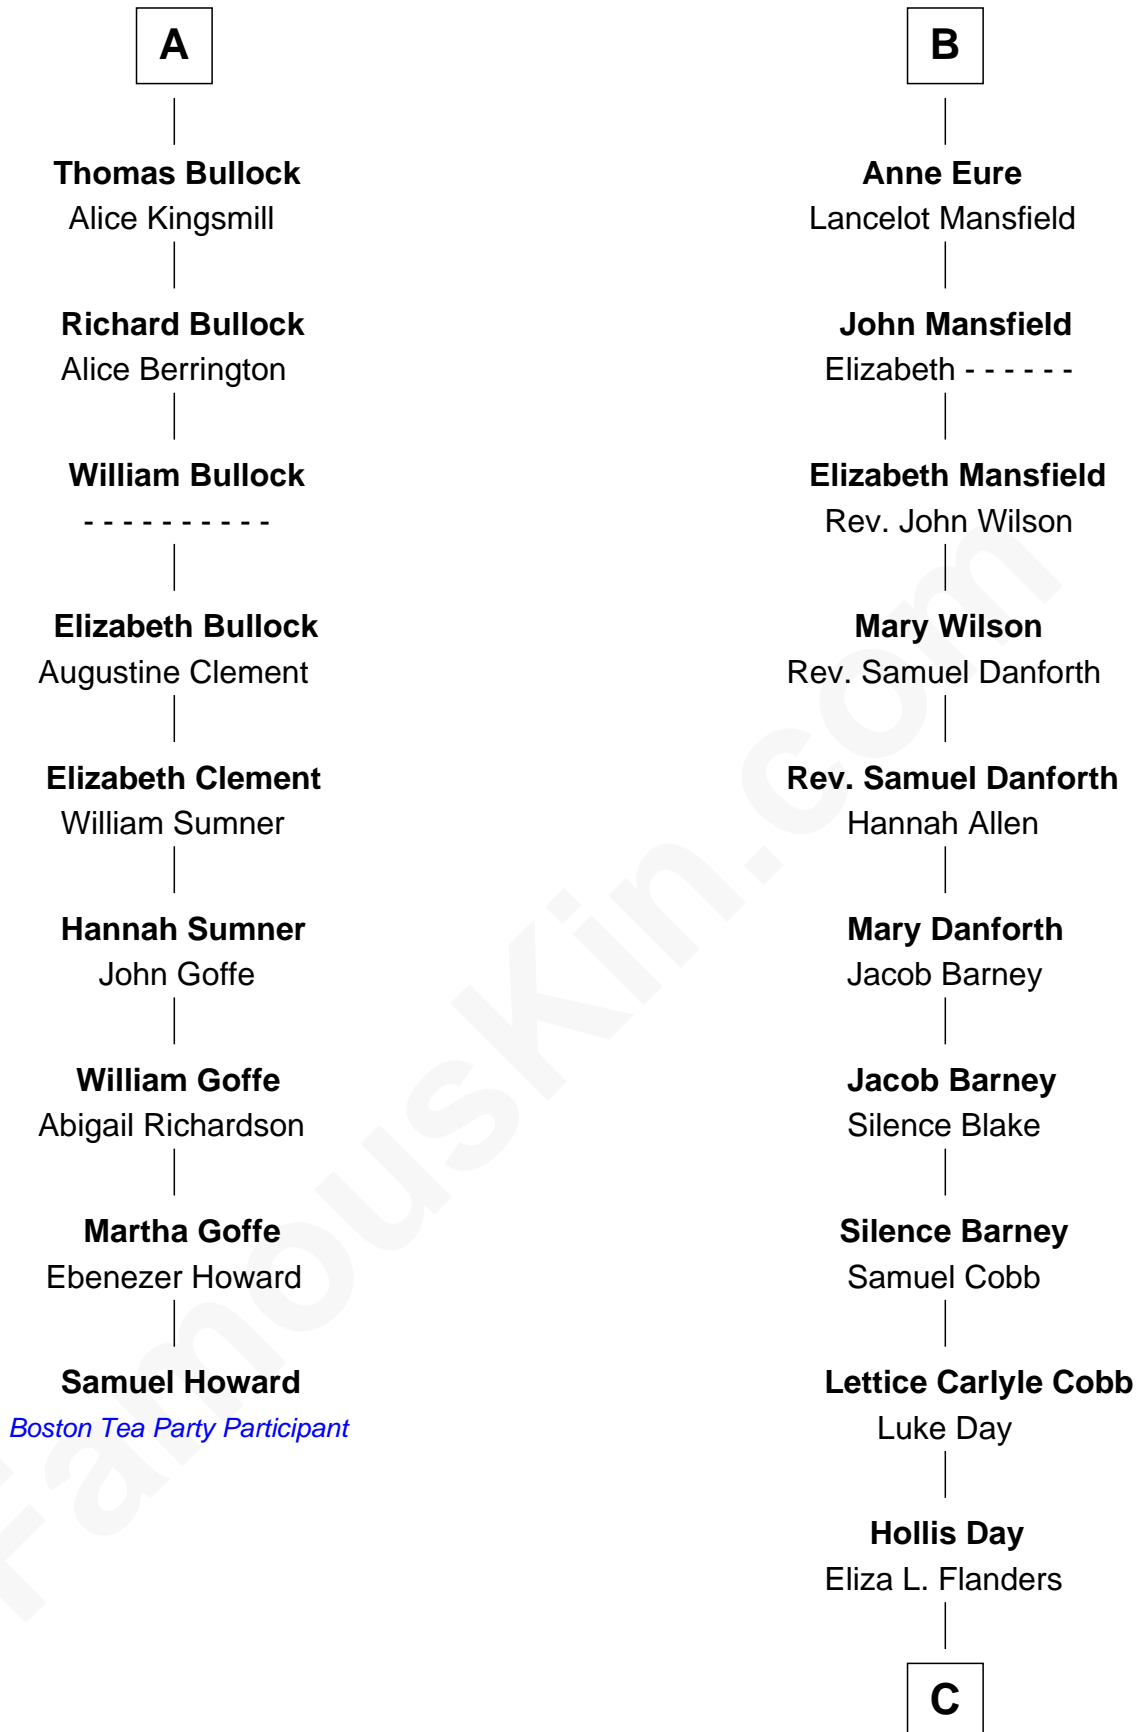 A
Thomas Bullock
Alice Kingsmill
Richard Bullock
Alice Berrington
William Bullock
- - - - - - - - - -
Elizabeth Bullock
Augustine Clement
Elizabeth Clement
William Sumner
Hannah Sumner
John Goffe
William Goffe
Abigail Richardson
Martha Goffe
Ebenezer Howard
Samuel Howard
Boston Tea Party Participant
B
Anne Eure
Lancelot Mansfield
John Mansfield
Elizabeth - - - - - -
Elizabeth Mansfield
Rev. John Wilson
Mary Wilson
Rev. Samuel Danforth
Rev. Samuel Danforth
Hannah Allen
Mary Danforth
Jacob Barney
Jacob Barney
Silence Blake
Silence Barney
Samuel Cobb
Lettice Carlyle Cobb
Luke Day
Hollis Day
Eliza L. Flanders
C
FamousKin.com